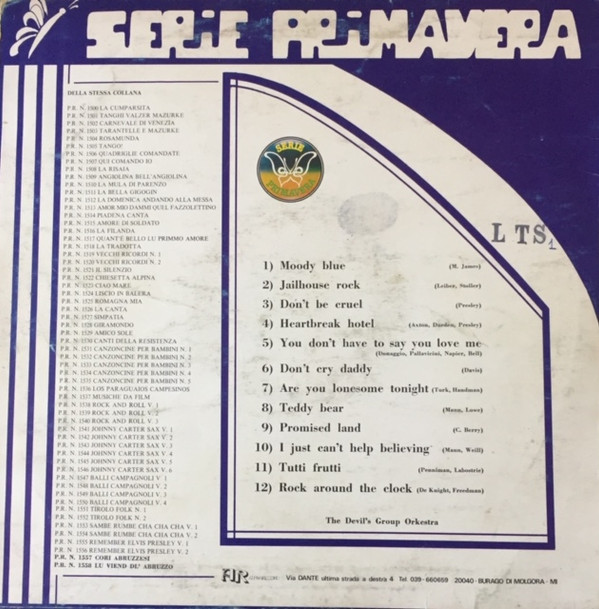 SERIE PRIMAVERA
DELLA STESSA COLLANA
P.R. N. 1500 LA CUMPARSITA
P.R. N. 1501 TANGHI VALZER MAZURKE
P.R. N. 1502 CARNEVALE DI VENEZIA
P.R. N. 1503 TARANTELLE E MAZURKE
P.R. N. 1504 ROSAMUNDA
P.R. N. 1505 TANGO'
P.R. N. 1506 QUADRIGLIE COMANDATE
P.R. N. 1507 QUI COMANDO IO
P.R. N. 1508 LA RISAIA
P.R. N. 1509 ANGIOLINA BELL'ANGIOLINA
P.R. N. 1510 LA MULA DI PARENZO
P.R. N. 1511 LA BELLA GIGOGIN
P.R. N. 1512 LA DOMENICA ANDANDO ALLA MESSA
P.R. N. 1513 AMOR MIO DAMMI QUEL FAZZOLETTINO
P.R. N. 1514 PIADENA CANTA
P.R. N. 1515 AMORE DI SOLDATO
P.R. N. 1516 LA FILANDA
P.R. N. 1517 QUANT'E BELLO LU PRIMMO AMORE
P.R. N. 1518 LA TRADOTTA
P.R. N. 1519 VECCHI RICORDI N. 1
P.R. N. 1520 VECCHI RICORDI N. 2
P.R. N. 1521 IL SILENZIO
P.R. N. 1522 CHIESETTA ALPINA
P.R. N. 1523 CIAO MARE
P.R. N. 1524 LISCIO IN BALERA
P.R. N. 1525 ROMAGNA MIA
P.R. N. 1526 LA CANTA
P.R. N. 1527 SIMPATIA
P.R. N. 1528 GIRAMONDO
P.R. N. 1529 AMICO SOLE
P.R. N. 1530 CANTI DELLA RESISTENZA
P.R. N. 1531 CANZONCINE PER BAMBINI N. 1
P.R. N. 1532 CANZONCINE PER BAMBINI N. 2
P.R. N. 1533 CANZONCINE PER BAMBINI N. 3
P.R. N. 1534 CANZONCINE PER BAMBINI N. 4
P.R. N. 1535 CANZONCINE PER BAMBINI N. 5
P.R. N. 1536 LOS PARAGUAIOS CAMPESINOS
P.R. N. 1537 MUSICHE DA FILM
P.R. N. 1538 ROCK AND ROLL V. 1
P.R. N. 1539 ROCK AND ROLL V. 2
P.R. N. 1540 ROCK AND ROLL V. 3
P.R. N. 1541 JOHNNY CARTER SAX V. 1
P.R. N. 1542 JOHNNY CARTER SAX V. 2
P.R. N. 1543 JOHNNY CARTER SAX V. 3
P.R. N. 1544 JOHNNY CARTER SAX V. 4
P.R. N. 1545 JOHNNY CARTER SAX V. 5
P.R. N. 1546 JOHNNY CARTER SAX V. 6
P.R. N. 1547 BALLI CAMPAGNOLI V. 1
P.R. N. 1548 BALLI CAMPAGNOLI V. 2
P.R. N. 1549 BALLI CAMPAGNOLI V. 3
P.R. N. 1550 BALLI CAMPAGNOLI V. 4
P.R. N. 1551 TIROLO FOLK N. 1
P.R. N. 1552 TIROLO FOLK N. 2
P.R. N. 1553 SAMBE RUMBE CHA CHA CHA V. 1
P.R. N. 1554 SAMBE RUMBE CHA CHA CHA V. 2
P.R. N. 1555 REMEMBER ELVIS PRESLEY V. 1
P.R. N. 1556 REMEMBER ELVIS PRESLEY V. 2
P.R. N. 1557 CORI ABRUZZESI
P.R. N. 1558 LU VIEND DL' ABRUZZO
SERIE
PRIMAVERA
L TS
1) Moody blue (M. James)
2) Jailhouse rock (Leiber, Stoller)
3) Don't be cruel (Presley)
4) Heartbreak hotel (Axton, Durden, Presley)
5) You don't have to say you love me
(Donaggio, Pallavicini, Napier, Bell)
6) Don't cry daddy (Davis)
7) Are you lonesome tonight (Turk, Handman)
8) Teddy bear (Mann, Lowe)
9) Promised land (C. Berry)
10) I just can't help believing (Mann, Weill)
11) Tutti frutti (Penniman, Labostrie)
12) Rock around the clock (De Knight, Freedman)
The Devil's Group Orkestra
Via DANTE ultima strada a destra 4 Tel. 039 - 660659 20040 - BURAGO DI MOLGORA - MI